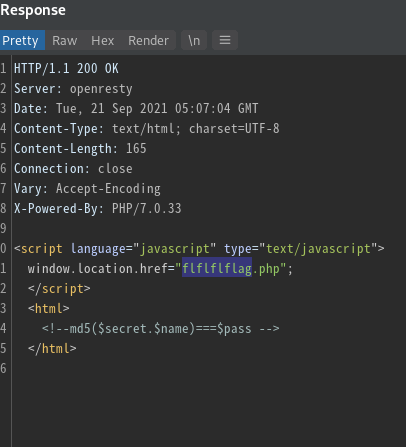 Response
Pretty Raw Hex Render \n ☰
1 HTTP/1.1 200 OK
2 Server: openresty
3 Date: Tue, 21 Sep 2021 05:07:04 GMT
4 Content-Type: text/html; charset=UTF-8
5 Content-Length: 165
6 Connection: close
7 Vary: Accept-Encoding
8 X-Powered-By: PHP/7.0.33
9
0 <script language="javascript" type="text/javascript">
1 window.location.href="flflflflag.php";
2 </script>
3 <html>
4 <!--md5($secret.$name)===$pass -->
5 </html>
6